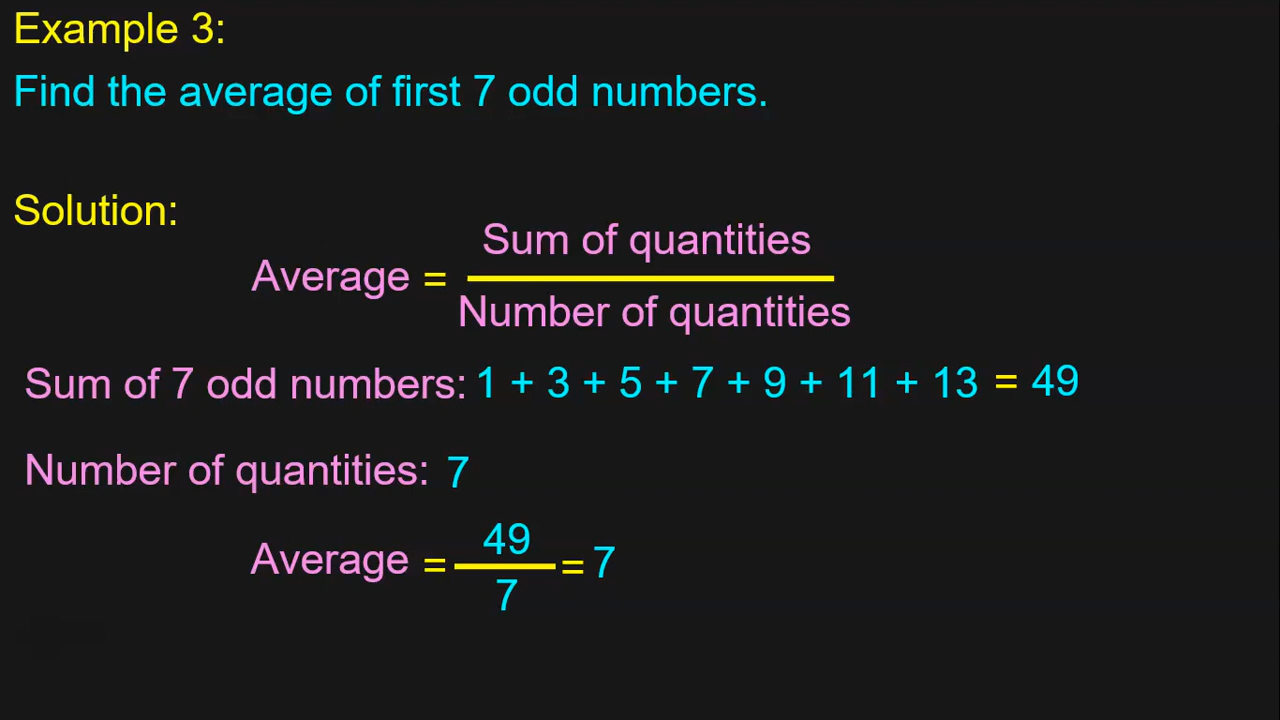 Example 3:
Find the average of first 7 odd numbers.
Solution:
Average = Sum of quantities / Number of quantities
Sum of 7 odd numbers: 1 + 3 + 5 + 7 + 9 + 11 + 13 = 49
Number of quantities: 7
Average = 49 / 7 = 7